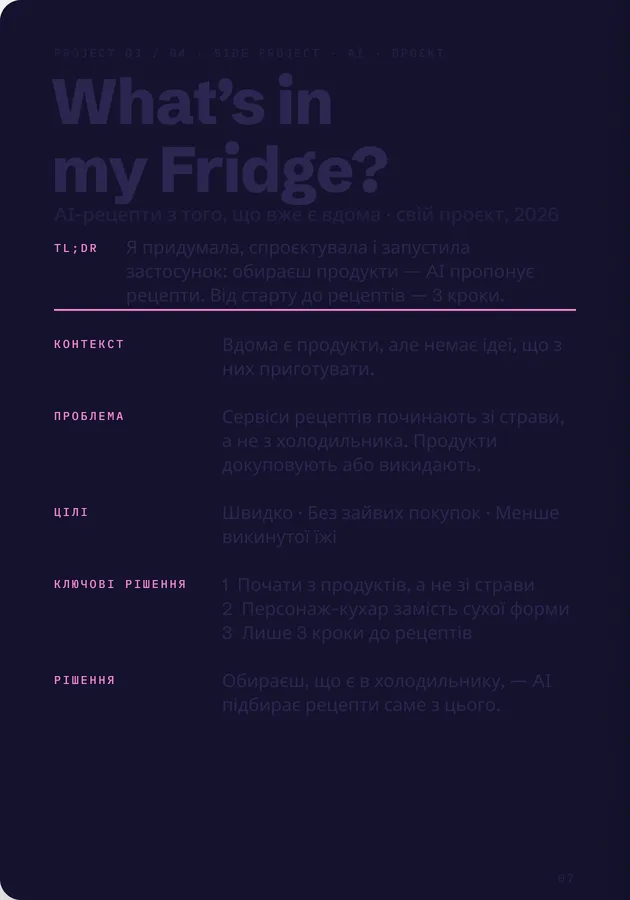 PROJECT 03 / 04 · SIDE PROJECT · AI · ПРОЄКТ
What's in
my Fridge?
AI-рецепти з того, що вже є вдома · свій проєкт, 2026
TL;DR
Я придумала, спроєктувала і запустила
застосунок: обираєш продукти — AI пропонує
рецепти. Від старту до рецептів — 3 кроки.
КОНТЕКСТ
Вдома є продукти, але немає ідеї, що з
них приготувати.
ПРОБЛЕМА
Сервіси рецептів починають зі страви,
а не з холодильника. Продукти
докуповують або викидають.
ЦІЛІ
Швидко · Без зайвих покупок · Менше
викинутої їжі
КЛЮЧОВІ РІШЕННЯ
1 Почати з продуктів, а не зі страви
2 Персонаж-кухар замість сухої форми
3 Лише 3 кроки до рецептів
РІШЕННЯ
Обираєш, що є в холодильнику, — AI
підбирає рецепти саме з цього.
07